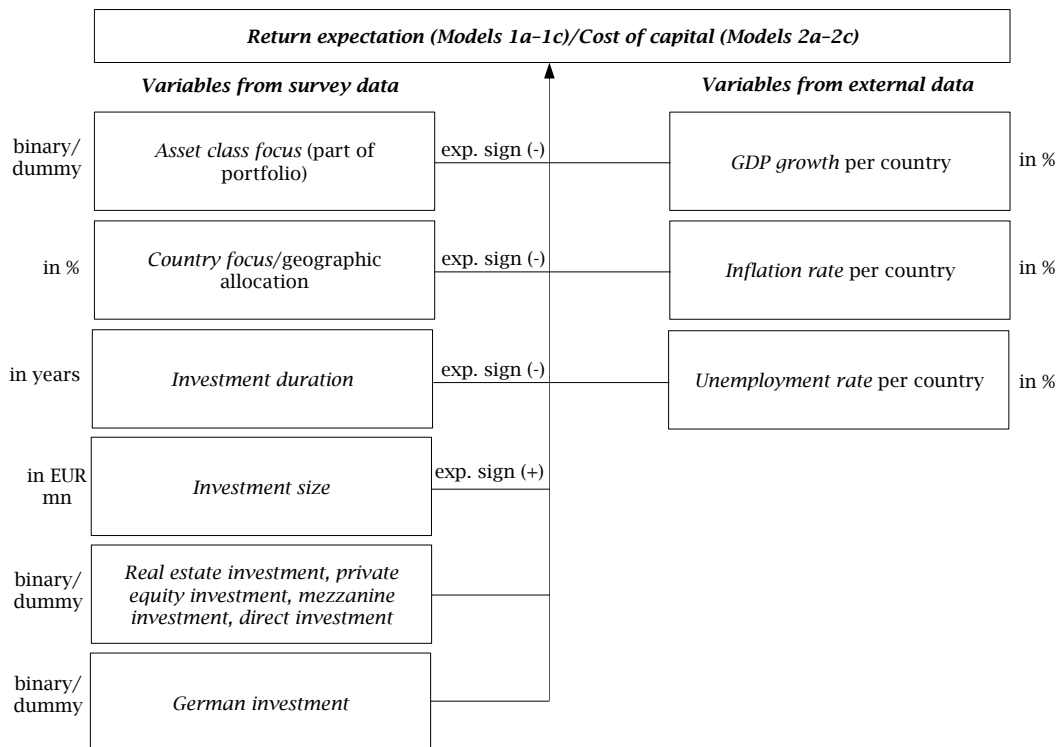 Return expectation (Models 1a–1c)/Cost of capital (Models 2a–2c)
Variables from survey data
Variables from external data
binary/
dummy
Asset class focus (part of
portfolio)
exp. sign (-)
GDP growth per country
in %
in %
Country focus/geographic
allocation
exp. sign (-)
Inflation rate per country
in %
in years
Investment duration
exp. sign (-)
Unemployment rate per country
in %
in EUR
mn
Investment size
exp. sign (+)
binary/
dummy
Real estate investment, private
equity investment, mezzanine
investment, direct investment
binary/
dummy
German investment